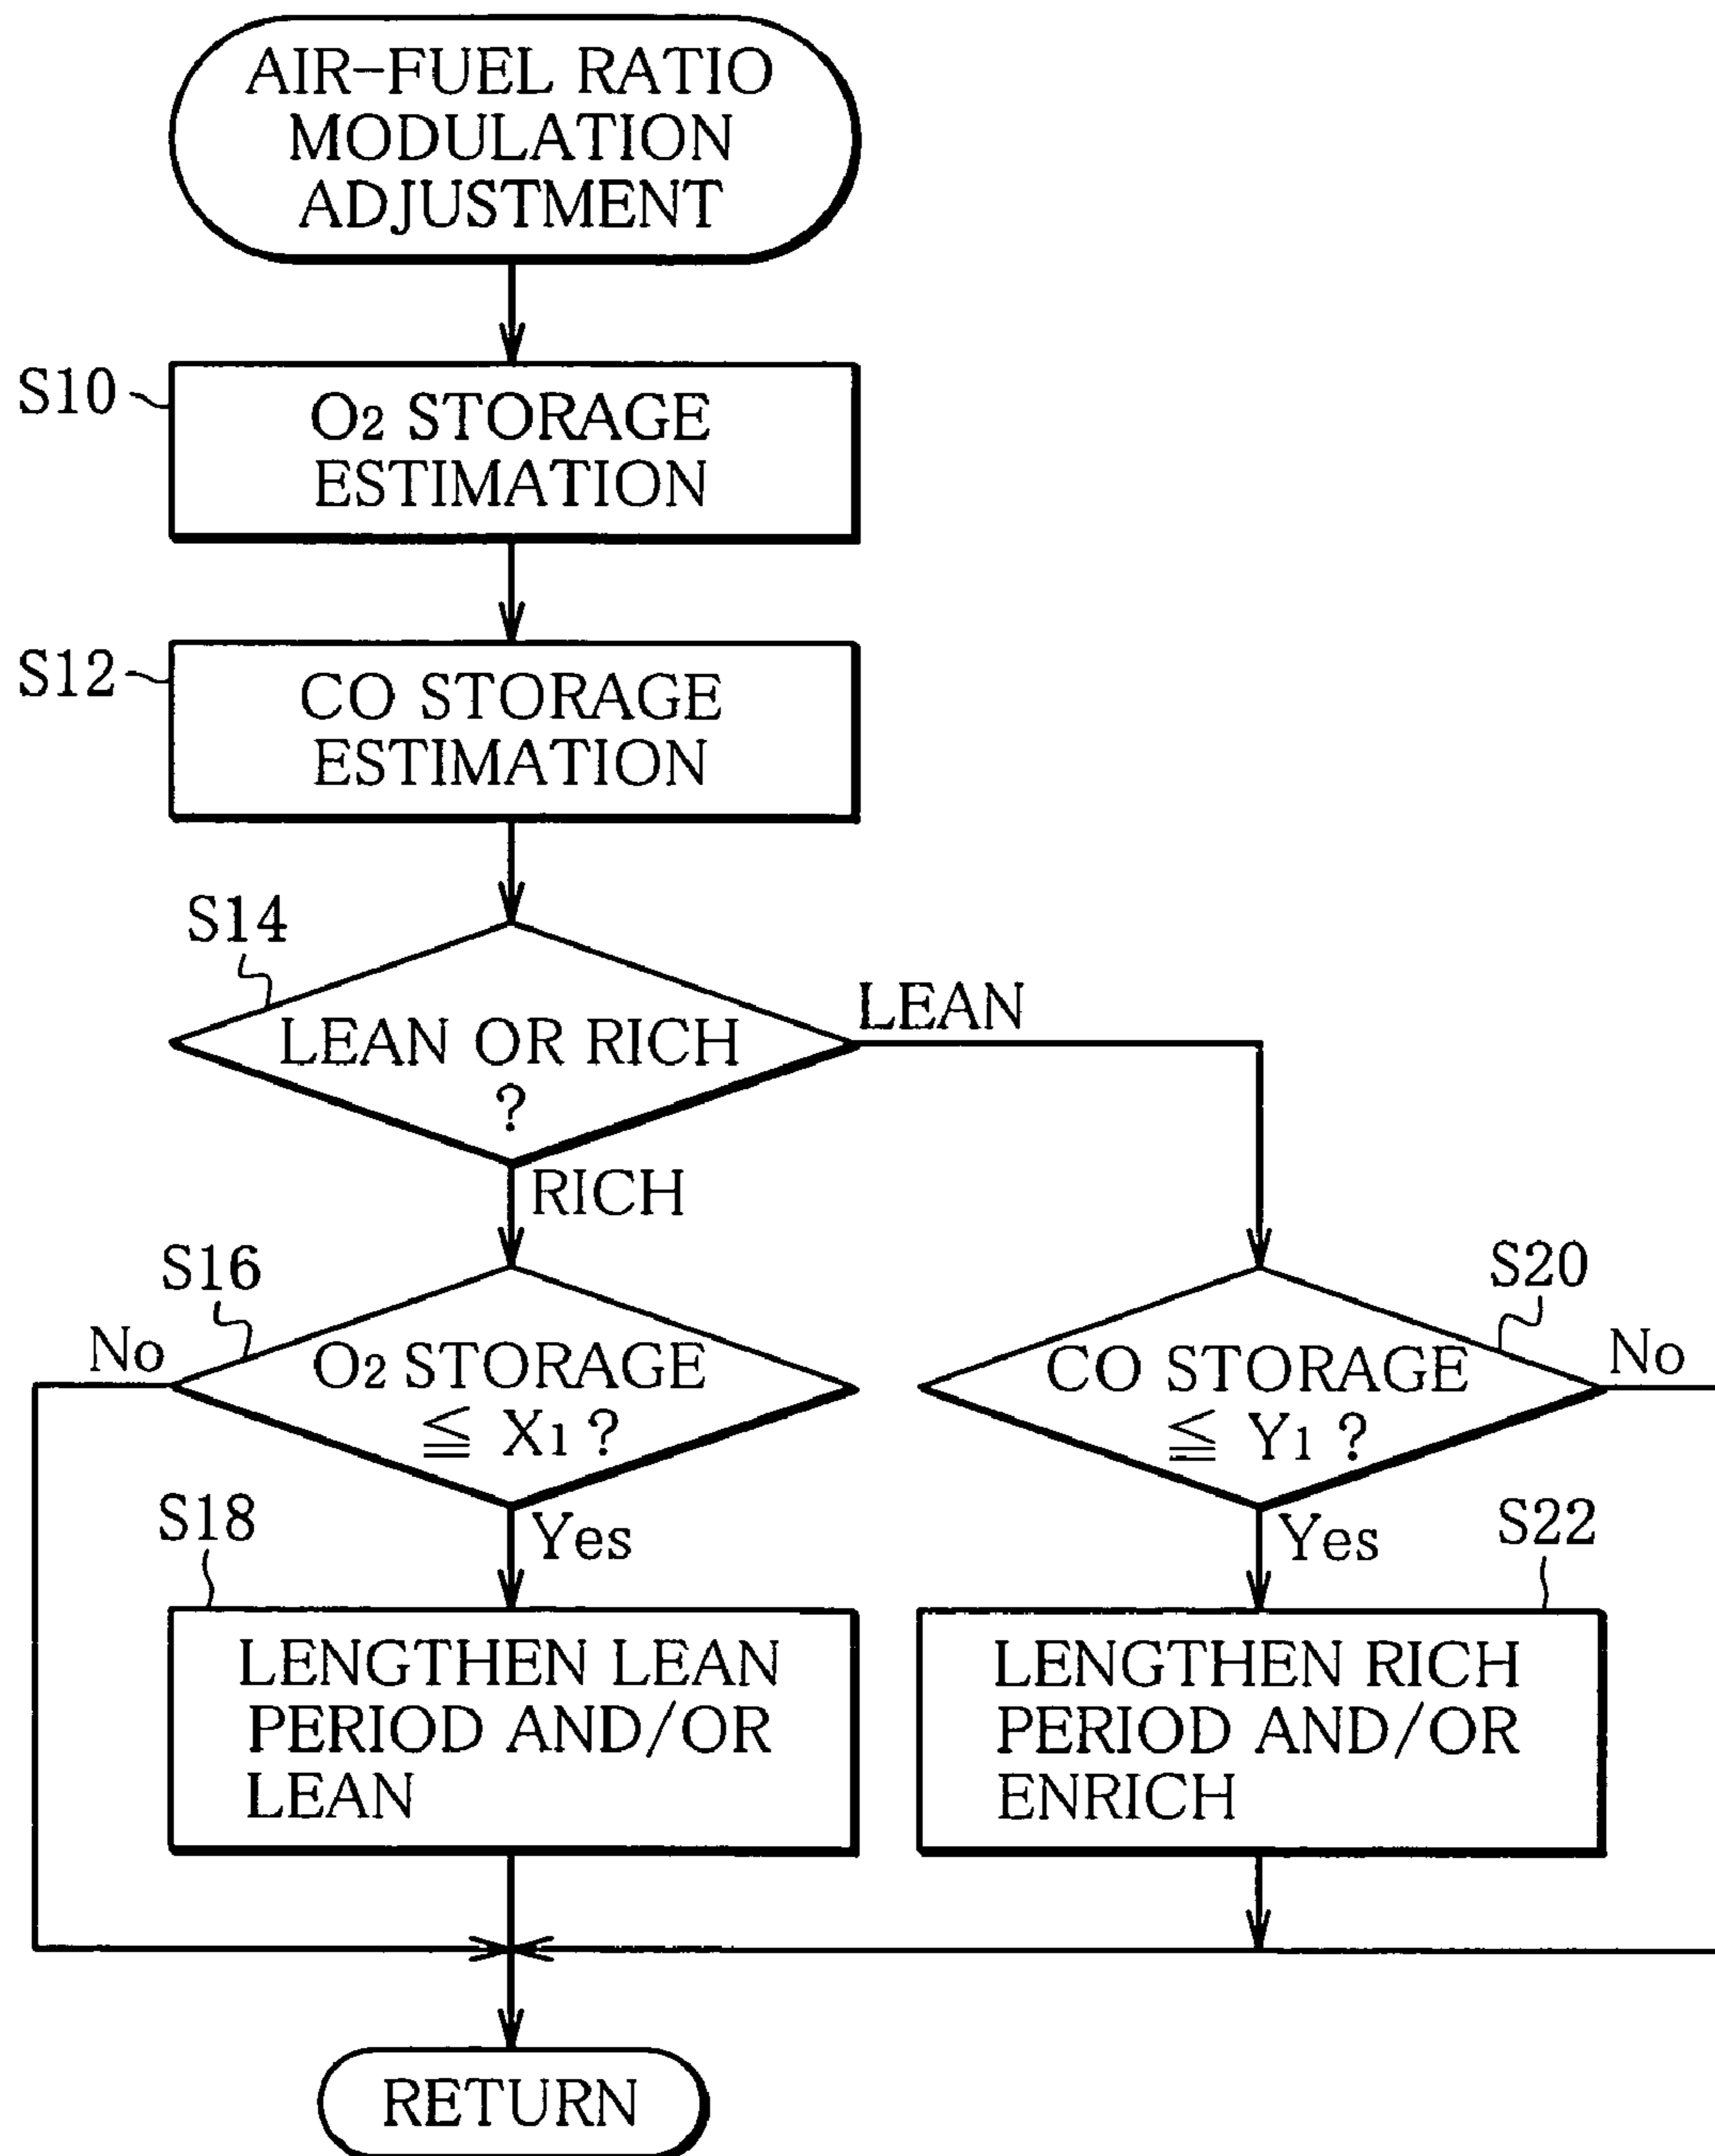 AIR-FUEL RATIO
MODULATION
ADJUSTMENT
S10
O2 STORAGE
ESTIMATION
S12
CO STORAGE
ESTIMATION
S14
LEAN OR RICH
?
LEAN
RICH
S16
No
O2 STORAGE
≦ X1 ?
Yes
S20
No
CO STORAGE
≦ Y1 ?
Yes
S18
LENGTHEN LEAN
PERIOD AND/OR
LEAN
S22
LENGTHEN RICH
PERIOD AND/OR
ENRICH
RETURN